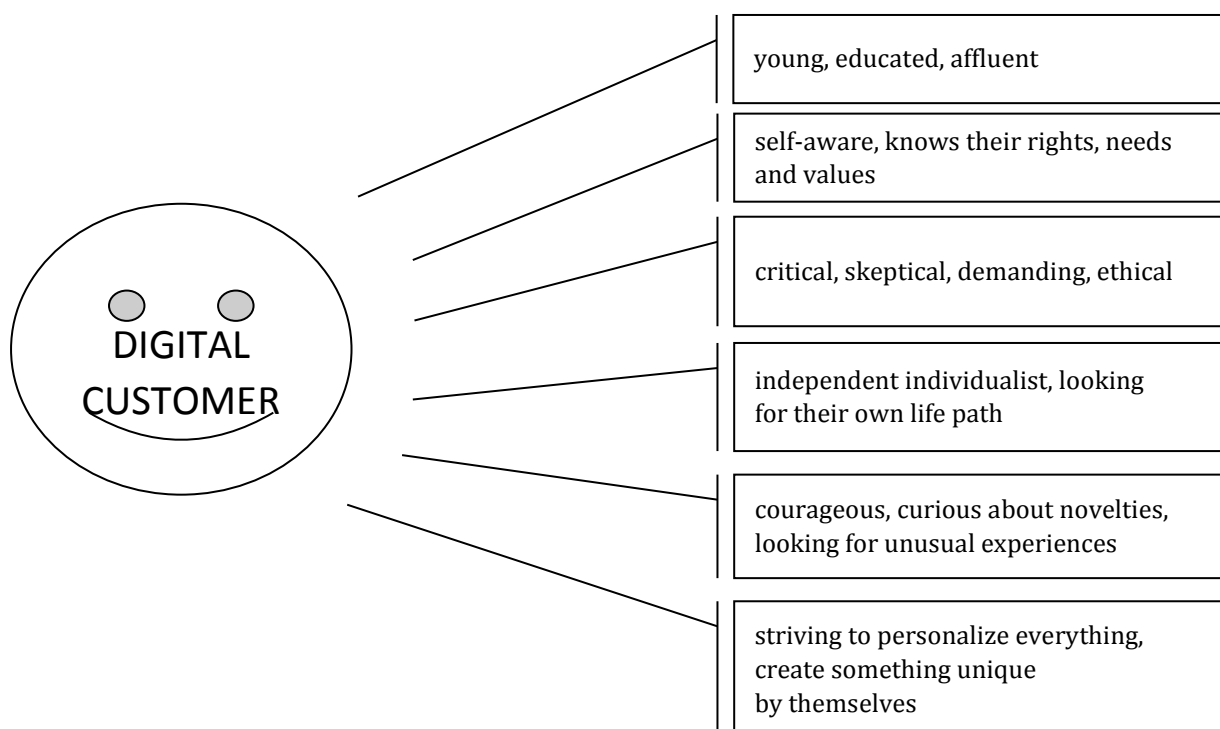 DIGITAL
CUSTOMER
young, educated, affluent
self-aware, knows their rights, needs
and values
critical, skeptical, demanding, ethical
independent individualist, looking
for their own life path
courageous, curious about novelties,
looking for unusual experiences
striving to personalize everything,
create something unique
by themselves